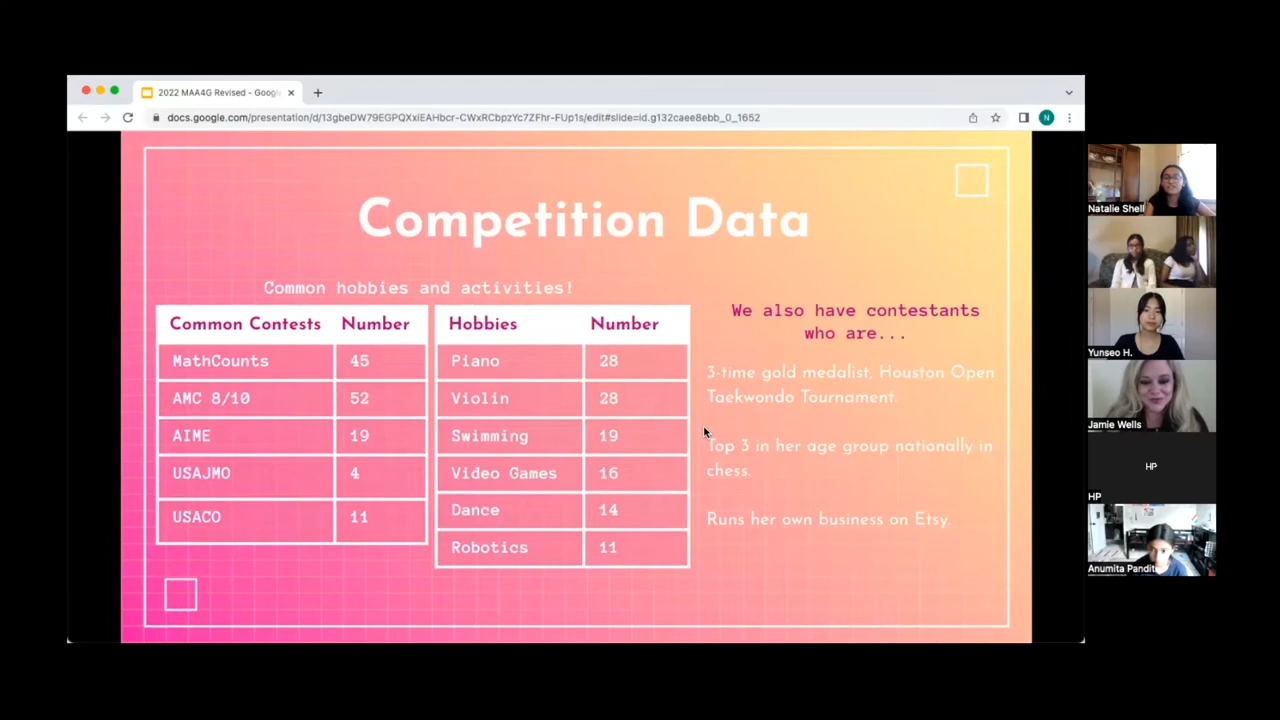 2022 MAA4G Revised - Google
docs.google.com/presentation/d/13gbeDW79EGPQXxiEAHbcr-CWxRCbpzYc7ZFhr-FUp1s/edit#slide=id.g132caee8ebb_0_1652
N
Competition Data
Common hobbies and activities!
Common Contests Number
MathCounts 45
AMC 8/10 52
AIME 19
USAJMO 4
USACO 11
Hobbies Number
Piano 28
Violin 28
Swimming 19
Video Games 16
Dance 14
Robotics 11
We also have contestants
who are...
3-time gold medalist, Houston Open
Taekwondo Tournament.
Top 3 in her age group nationally in
chess.
Runs her own business on Etsy.
Natalie Shell
Yunseo H.
Jamie Wells
HP
HP
Anumita Pandit